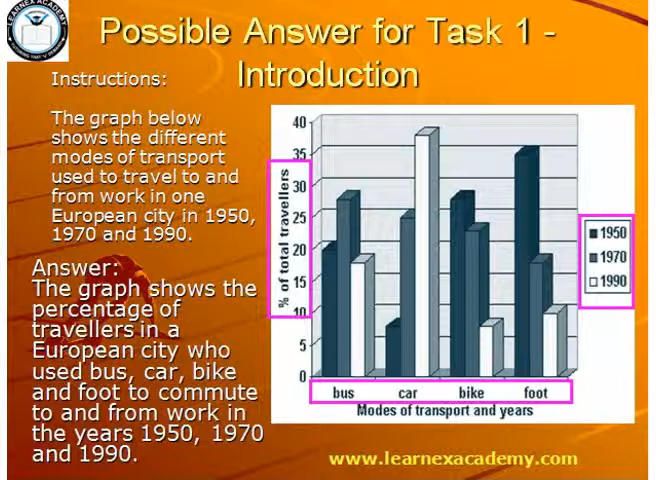 LEARNEX ACADEMY
Possible Answer for Task 1 -
Introduction
Instructions:
The graph below
shows the different
modes of transport
used to travel to and
from work in one
European city in 1950,
1970 and 1990.
Answer:
The graph shows the
percentage of
travellers in a
European city who
used bus, car, bike
and foot to commute
to and from work in
the years 1950, 1970
and 1990.
% of total travellers
40
35
30
25
20
15
10
5
0
bus car bike foot
Modes of transport and years
1950
1970
1990
www.learnexacademy.com